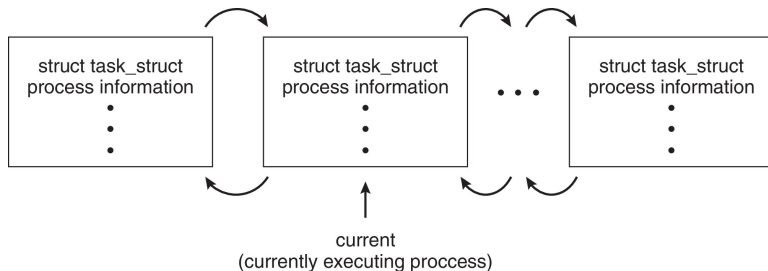 struct task_struct
process information
struct task_struct
process information
struct task_struct
process information
current
(currently executing proccess)